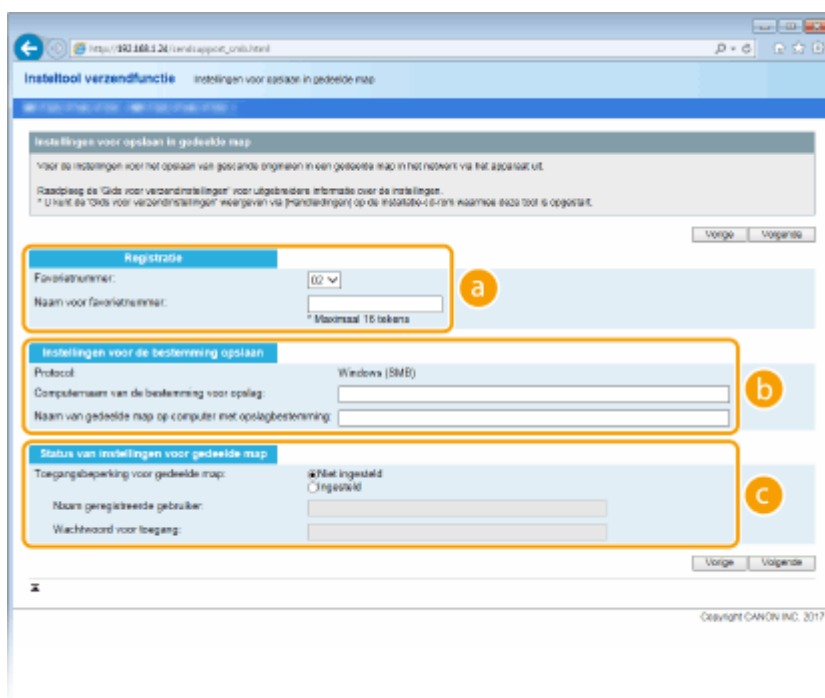 http://192.168.1.24/sendsupport_cmb.html
Insteltool verzendfunctie Instellingen voor opslaan in gedeelde map
Instellingen voor opslaan in gedeelde map
Voer de instellingen voor het opslaan van gescande originelen in een gedeelde map in het netwerk via het apparaat uit.
Raadpleeg de 'Gids voor verzendinstellingen' voor uitgebreidere informatie over de instellingen.
* U kunt de 'Gids voor verzendinstellingen' weergeven via [Handleidingen] op de installatie-cd-rom waarmee deze tool is opgestart.
Vorige Volgende
Registratie
Favorietnummer: 02
Naam voor favorietnummer:
* Maximaal 16 tekens
a
Instellingen voor de bestemming opslaan
Protocol: Windows (SMB)
Computernaam van de bestemming voor opslag:
Naam van gedeelde map op computer met opslagbestemming:
b
Status van instellingen voor gedeelde map
Toegangsbeperking voor gedeelde map: Niet ingesteld
Ingesteld
Naam geregistreerde gebruiker:
Wachtwoord voor toegang:
c
Vorige Volgende
Copyright CANON INC. 2017